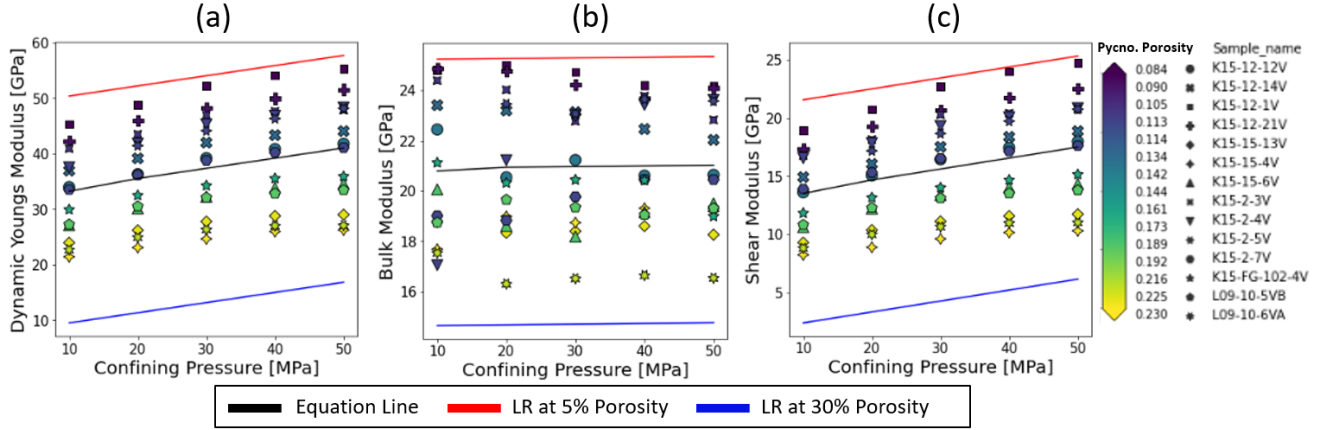 (a)
(b)
(c)
Dynamic Youngs Modulus [GPa]
60
50
40
30
20
10
10 20 30 40 50
Confining Pressure [MPa]
Bulk Modulus [GPa]
24
22
20
18
16
10 20 30 40 50
Confining Pressure [MPa]
Shear Modulus [GPa]
25
20
15
10
5
10 20 30 40 50
Confining Pressure [MPa]
Pycno. Porosity
0.084
0.090
0.105
0.113
0.134
0.142
0.144
0.161
0.173
0.189
0.192
0.216
0.225
0.230
Sample_name
K15-12-12V
K15-12-14V
K15-12-1V
K15-12-21V
K15-15-13V
K15-15-4V
K15-15-6V
K15-2-3V
K15-2-4V
K15-2-5V
K15-2-7V
K15-FG-102-4V
L09-10-5VB
L09-10-6VA
Equation Line
LR at 5% Porosity
LR at 30% Porosity